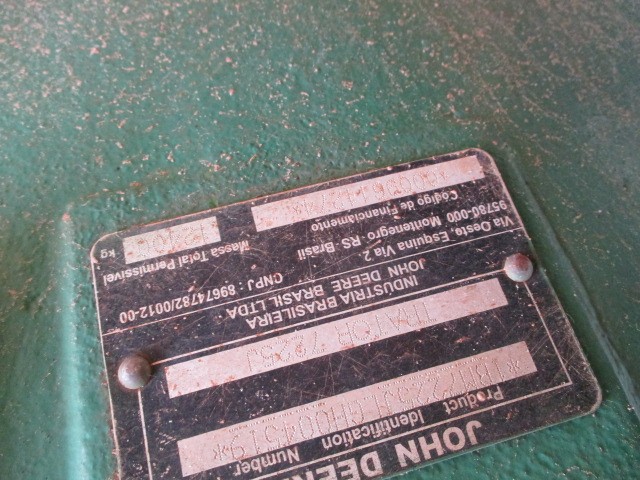 JOHN DEER
Product Identification Number
TRATOR 7225J
INDUSTRIA BRASILEIRA
JOHN DEERE BRASIL LTDA.
CNPJ: 89674782/0012-00
Via Oeste, Esquina Via 2
95780-000 Montenegro RS Brasil
Código de Financiamento
Massa Total Permissível
kg